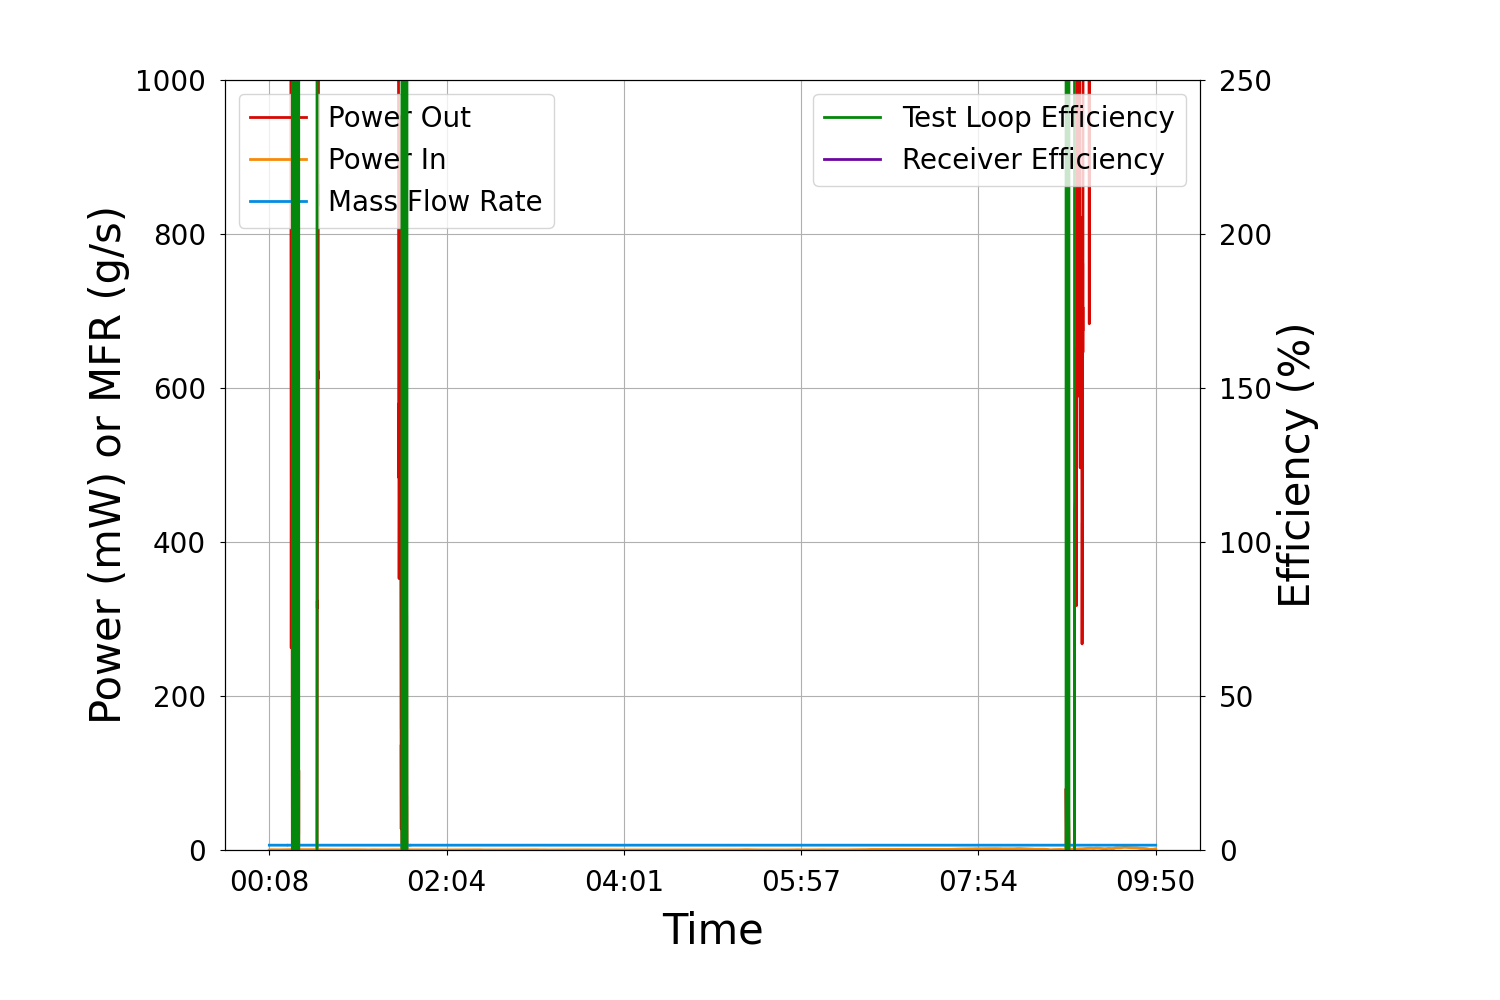 1000
800
600
400
200
0
Power (mW) or MFR (g/s)
Power Out
Power In
Mass Flow Rate
Test Loop Efficiency
Receiver Efficiency
250
200
150
100
50
0
Efficiency (%)
00:08 02:04 04:01 05:57 07:54 09:50
Time